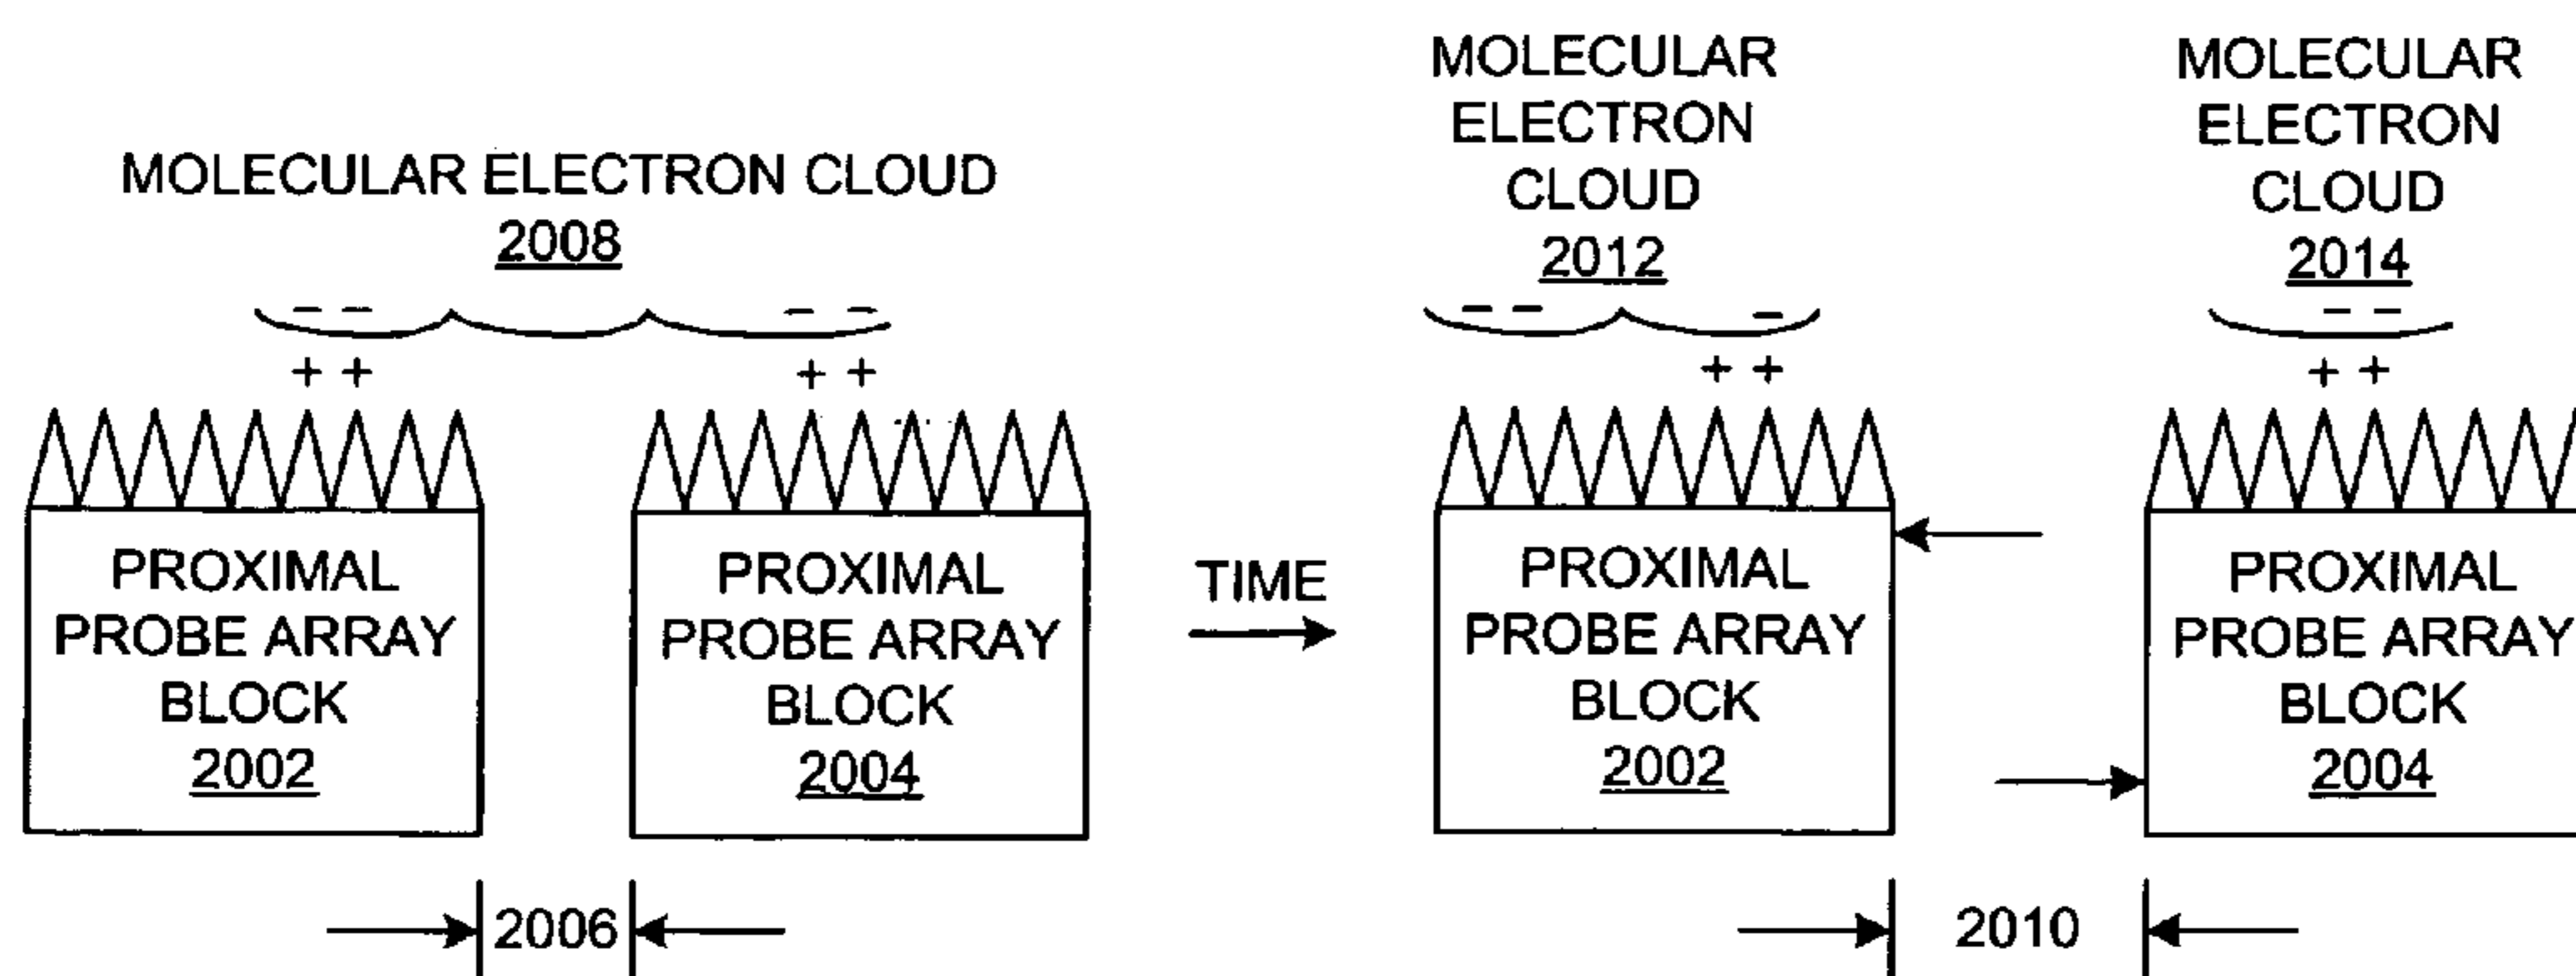 MOLECULAR ELECTRON CLOUD
2008
– –
– –
+ +
+ +
PROXIMAL
PROBE ARRAY
BLOCK
2002
PROXIMAL
PROBE ARRAY
BLOCK
2004
2006
TIME
MOLECULAR
ELECTRON
CLOUD
2012
– –
–
+ +
MOLECULAR
ELECTRON
CLOUD
2014
– –
+ +
PROXIMAL
PROBE ARRAY
BLOCK
2002
PROXIMAL
PROBE ARRAY
BLOCK
2004
2010